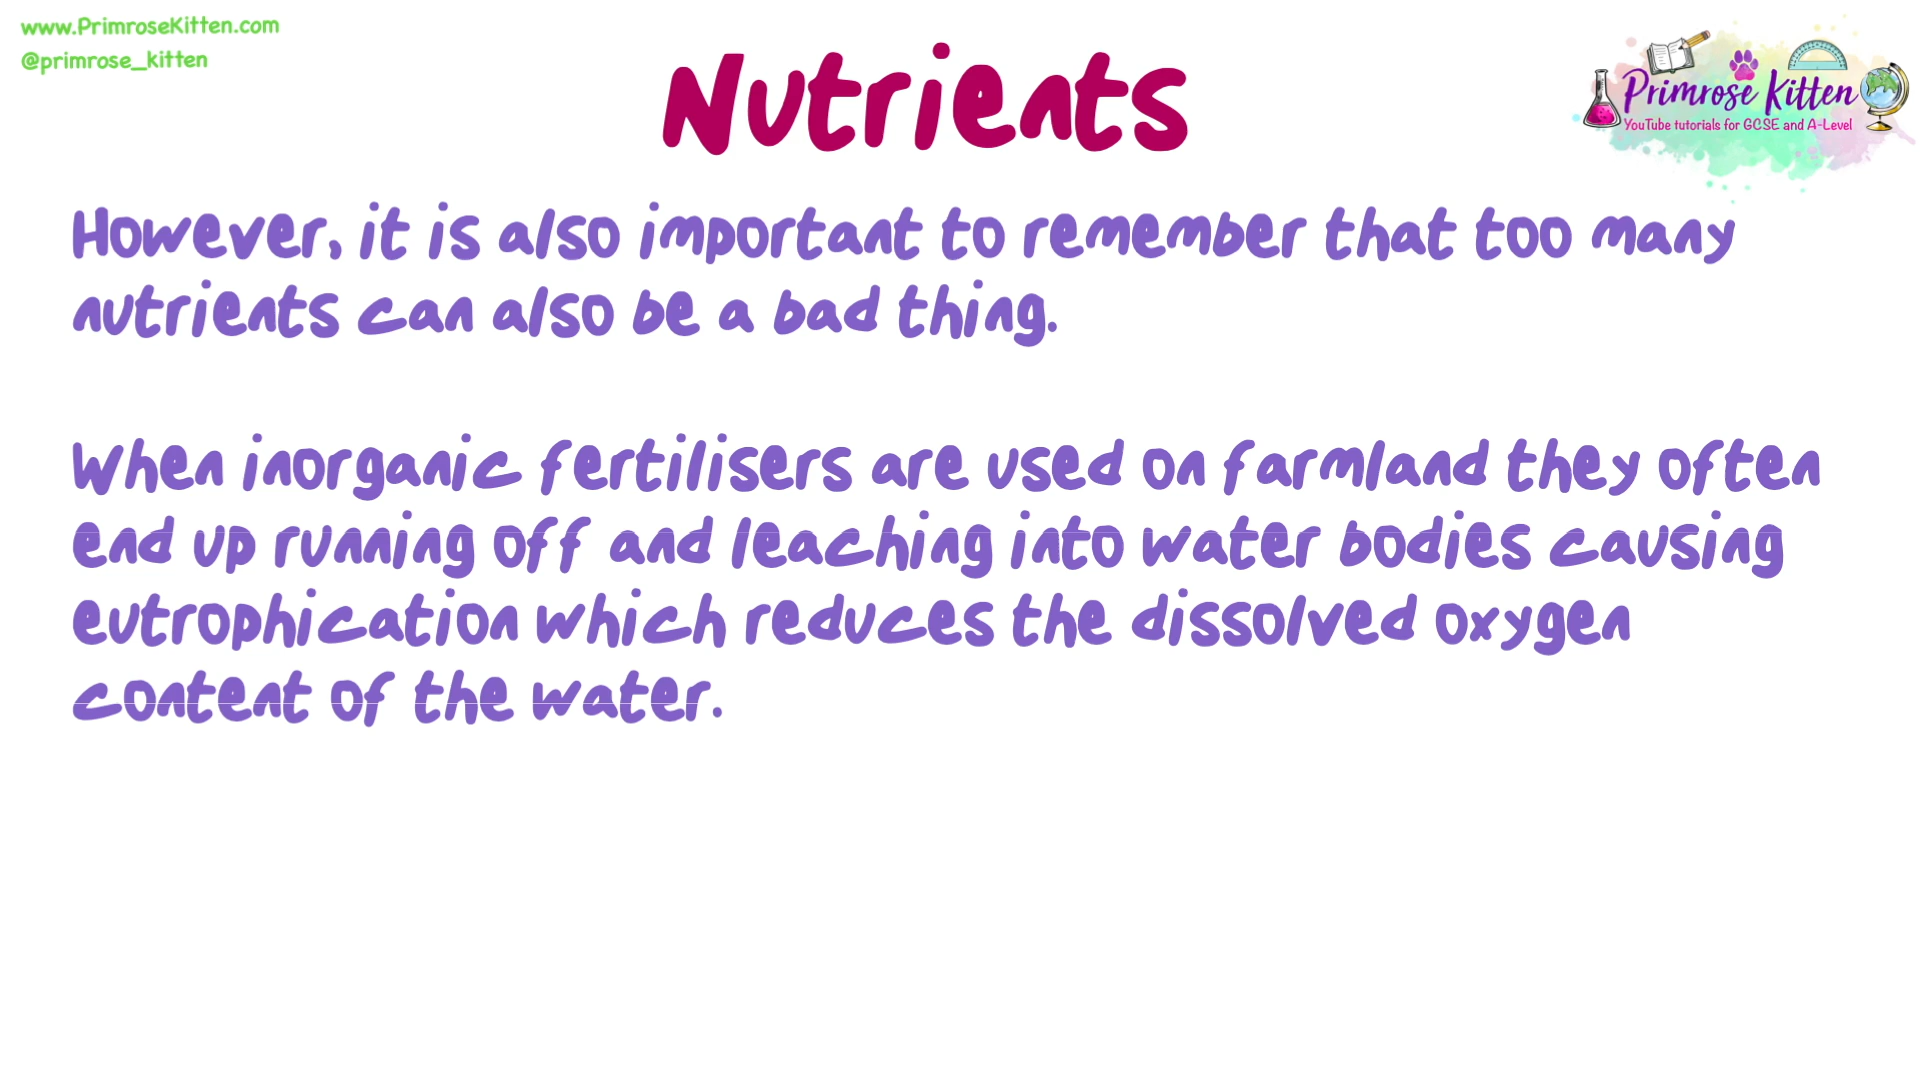 www.PrimroseKitten.com
@primrose_kitten
Nutrients
Primrose Kitten
YouTube tutorials for GCSE and A-Level
However, it is also important to remember that too many
nutrients can also be a bad thing.
When inorganic fertilisers are used on farmland they often
end up running off and leaching into water bodies causing
eutrophication which reduces the dissolved oxygen
content of the water.